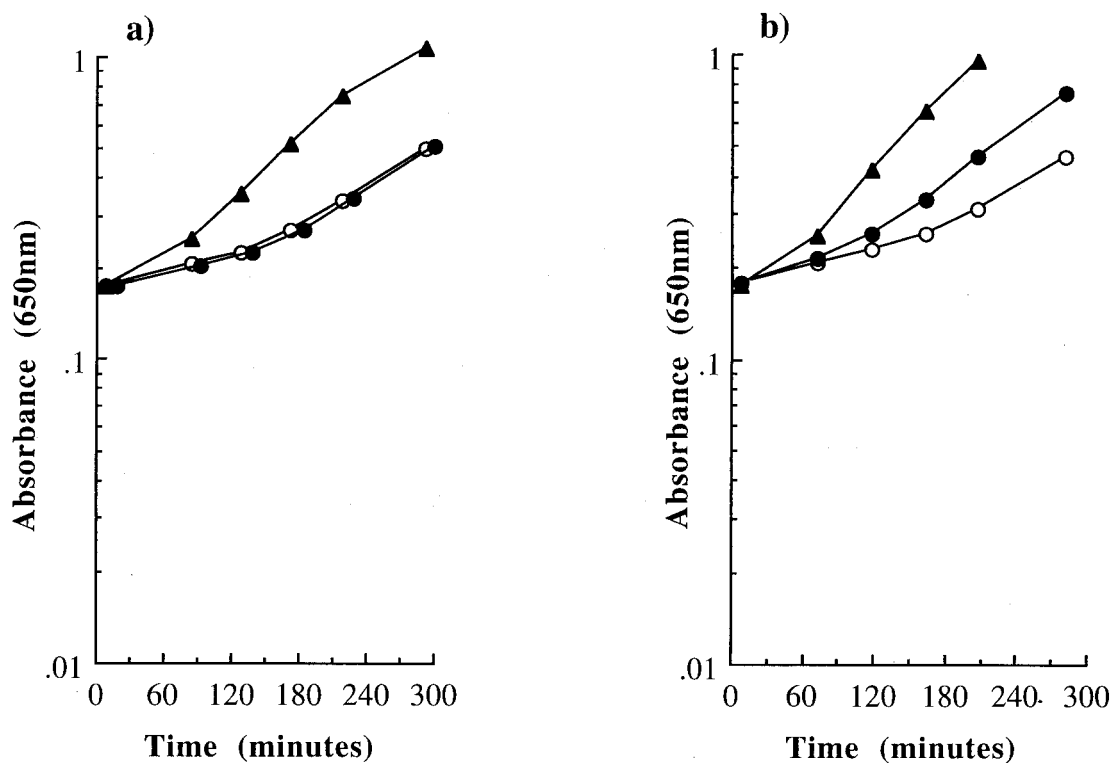 a)
1
.1
.01
0 60 120 180 240 300
Time (minutes)
Absorbance (650nm)
b)
1
.1
.01
0 60 120 180 240 300
Time (minutes)
Absorbance (650nm)